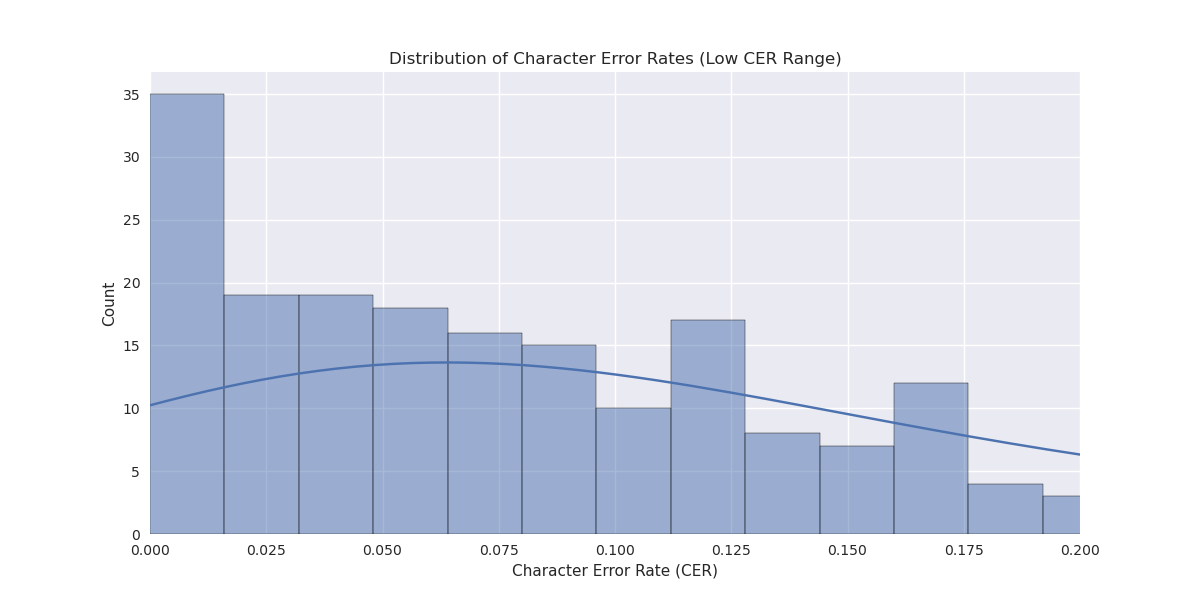 Distribution of Character Error Rates (Low CER Range)
35
30
25
20
15
10
5
0
Count
0.000 0.025 0.050 0.075 0.100 0.125 0.150 0.175 0.200
Character Error Rate (CER)